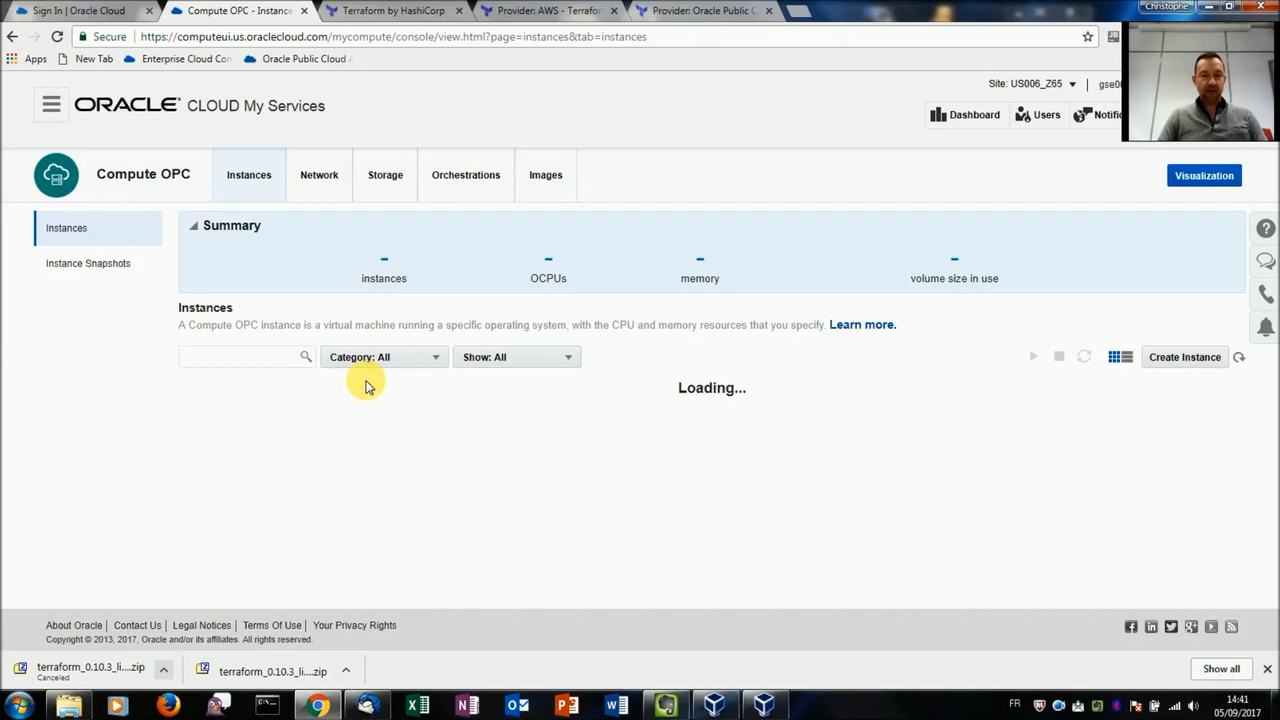 Sign In | Oracle Cloud
Compute OPC - Instance
Terraform by HashiCorp
Provider: AWS - Terrafor
Provider: Oracle Public C
Christophe
Secure
https://computeui.us.oraclecloud.com/mycompute/console/view.html?page=instances&tab=instances
Apps
New Tab
Enterprise Cloud Con
Oracle Public Cloud A
ORACLE CLOUD My Services
Site: US006_Z65
gse0
Dashboard
Users
Notific
Compute OPC
Instances
Network
Storage
Orchestrations
Images
Visualization
Instances
Instance Snapshots
Summary
- - - -
instances OCPUs memory volume size in use
Instances
A Compute OPC instance is a virtual machine running a specific operating system, with the CPU and memory resources that you specify. Learn more.
Category: All
Show: All
Create Instance
Loading...
About Oracle | Contact Us | Legal Notices | Terms Of Use | Your Privacy Rights
Copyright © 2013, 2017, Oracle and/or its affiliates. All rights reserved.
terraform_0.10.3_li....zip
Canceled
terraform_0.10.3_li....zip
Show all
FR
14:41
05/09/2017